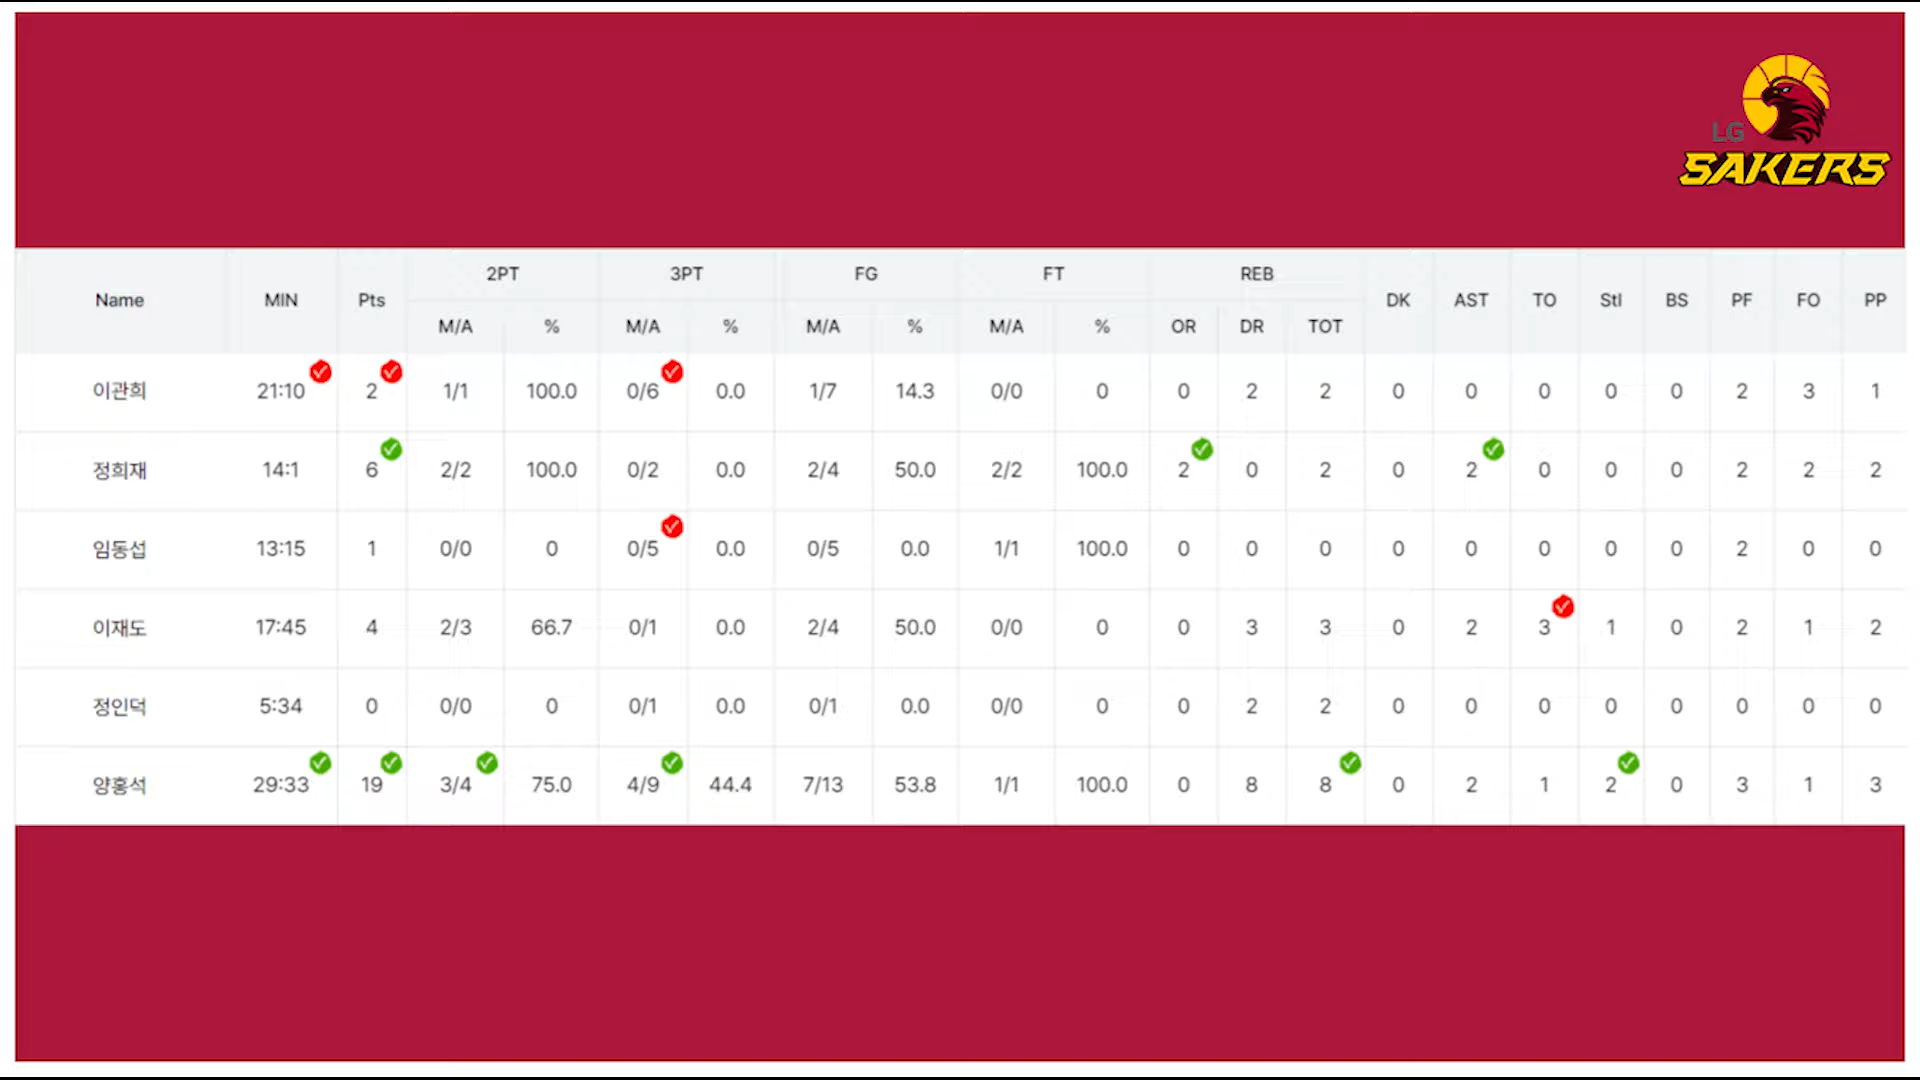 LG
SAKERS
2PT 3PT FG FT REB
Name MIN Pts DK AST TO Stl BS PF FO PP
M/A % M/A % M/A % M/A % OR DR TOT
이관희 21:10 2 1/1 100.0 0/6 0.0 1/7 14.3 0/0 0 0 2 2 0 0 0 0 0 2 3 1
정희재 14:1 6 2/2 100.0 0/2 0.0 2/4 50.0 2/2 100.0 2 0 2 0 2 0 0 0 2 2 2
임동섭 13:15 1 0/0 0 0/5 0.0 0/5 0.0 1/1 100.0 0 0 0 0 0 0 0 0 2 0 0
이재도 17:45 4 2/3 66.7 0/1 0.0 2/4 50.0 0/0 0 0 3 3 0 2 3 1 0 2 1 2
정인덕 5:34 0 0/0 0 0/1 0.0 0/1 0.0 0/0 0 0 2 2 0 0 0 0 0 0 0 0
양홍석 29:33 19 3/4 75.0 4/9 44.4 7/13 53.8 1/1 100.0 0 8 8 0 2 1 2 0 3 1 3